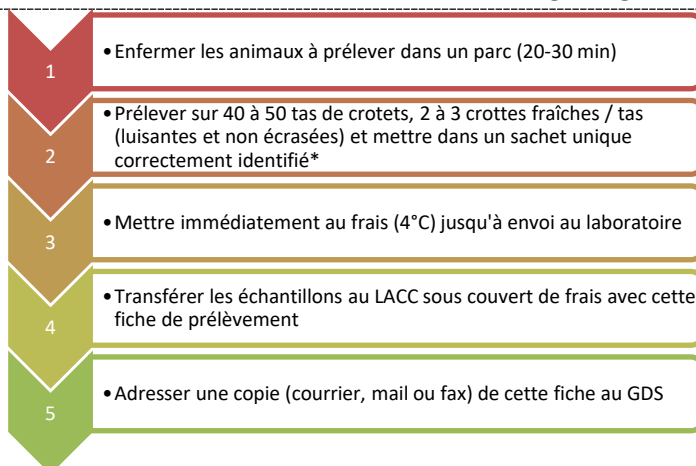 1
•Enfermer les animaux à prélever dans un parc (20-30 min)
2
•Prélever sur 40 à 50 tas de crotets, 2 à 3 crottes fraîches / tas
(luisantes et non écrasées) et mettre dans un sachet unique
correctement identifié*
3
•Mettre immédiatement au frais (4°C) jusqu'à envoi au laboratoire
4
•Transférer les échantillons au LACC sous couvert de frais avec cette
fiche de prélèvement
5
•Adresser une copie (courrier, mail ou fax) de cette fiche au GDS